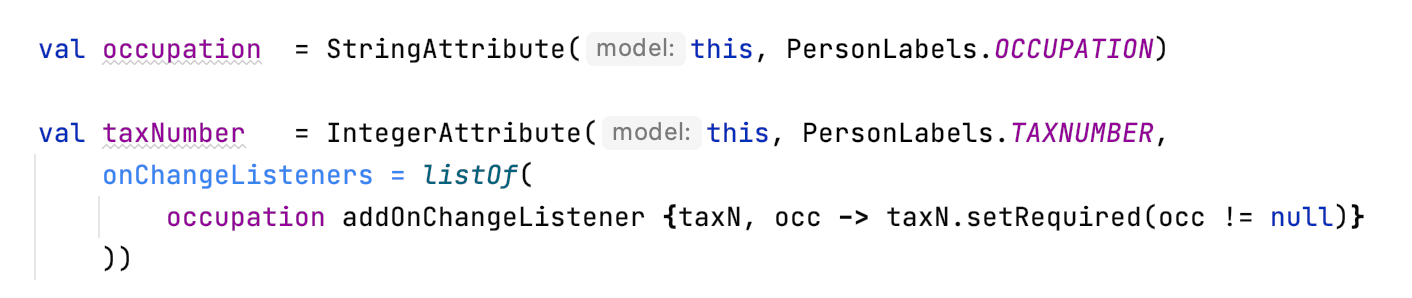 val occupation  = StringAttribute( model: this, PersonLabels.OCCUPATION)
val taxNumber   = IntegerAttribute( model: this, PersonLabels.TAXNUMBER,
onChangeListeners = listOf(
occupation addOnChangeListener {taxN, occ -> taxN.setRequired(occ != null)}
))